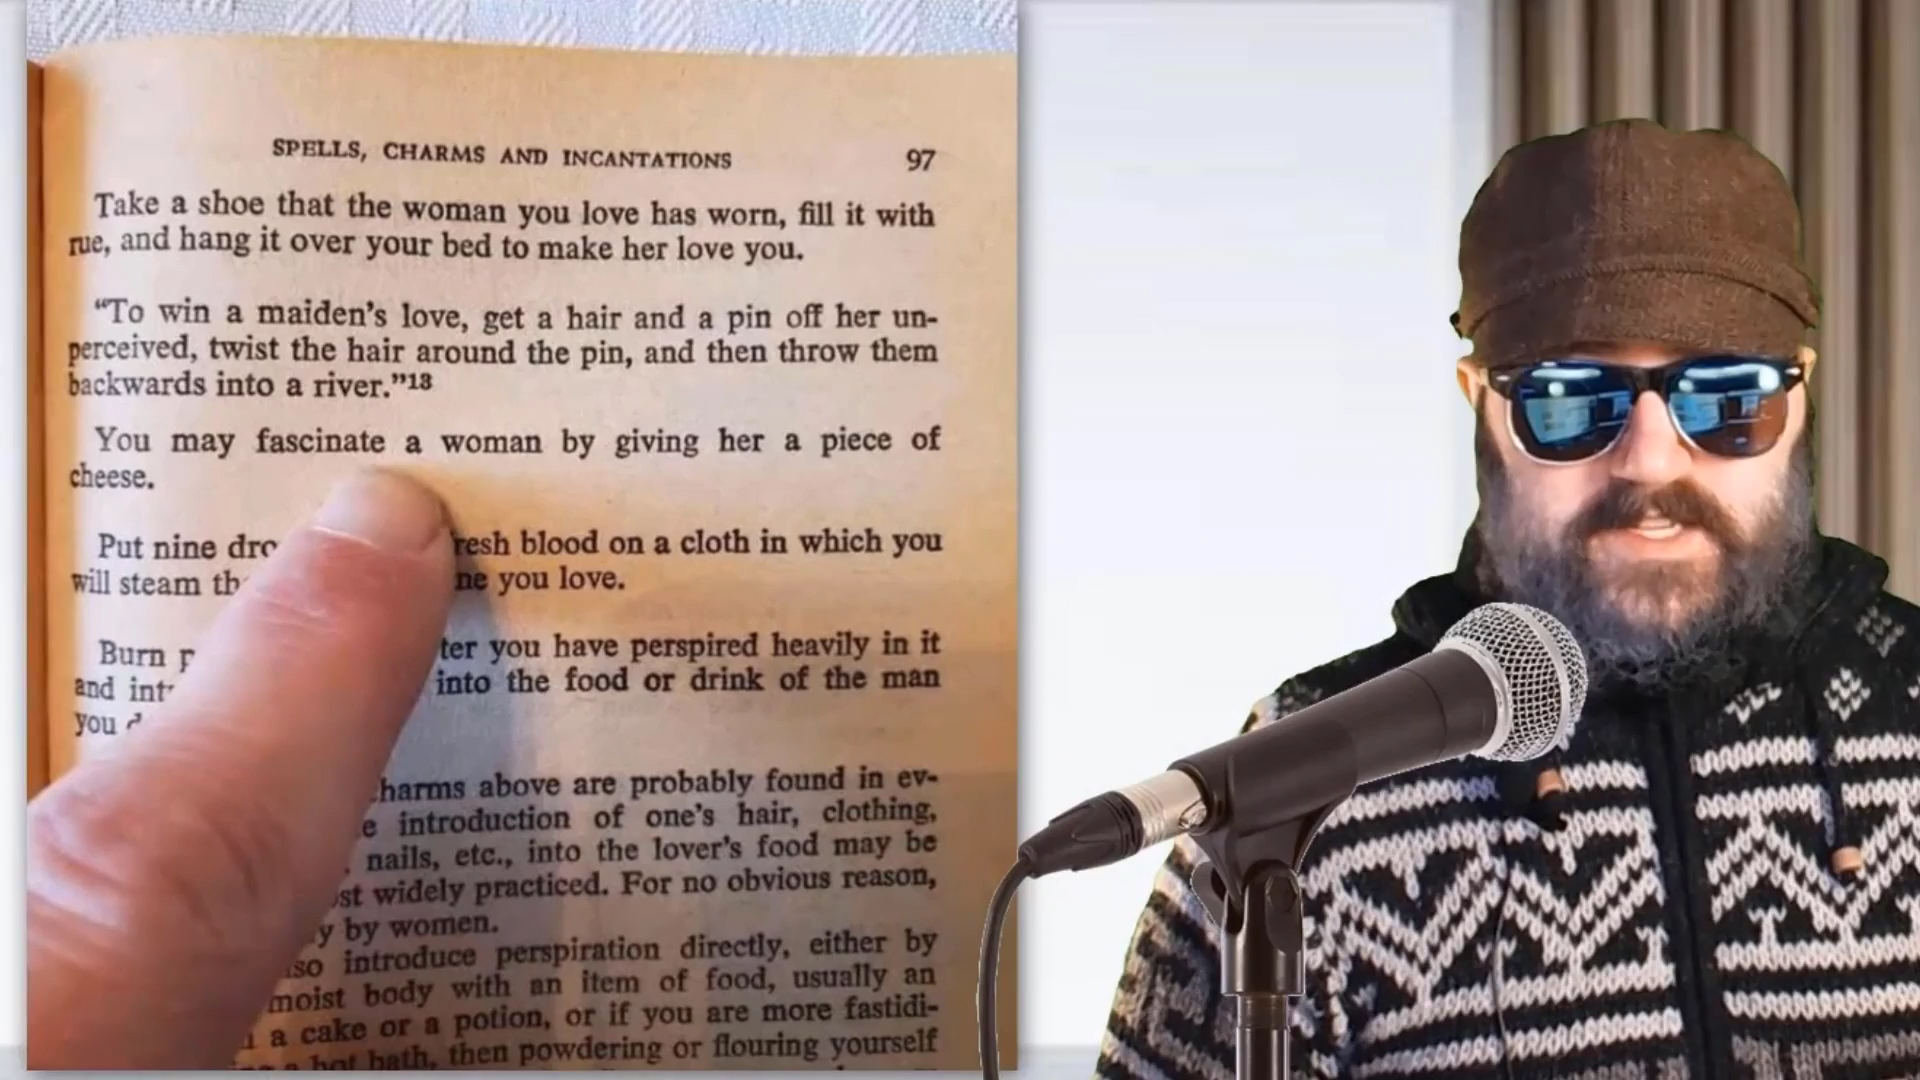 SPELLS, CHARMS AND INCANTATIONS 97
Take a shoe that the woman you love has worn, fill it with
rue, and hang it over your bed to make her love you.
“To win a maiden’s love, get a hair and a pin off her un-
perceived, twist the hair around the pin, and then throw them
backwards into a river.”¹³
You may fascinate a woman by giving her a piece of
cheese.
Put nine resh blood on a cloth in which you
will steam you love.
Burn you have perspired heavily in it
and into the food or drink of the man
you
harms above are probably found in ev-
introduction of one’s hair, clothing,
nails, etc., into the lover’s food may be
widely practiced. For no obvious reason,
by women.
introduce perspiration directly, either by
moist body with an item of food, usually an
a cake or a potion, or if you are more fastidi-
hot bath, then powdering or flouring yourself